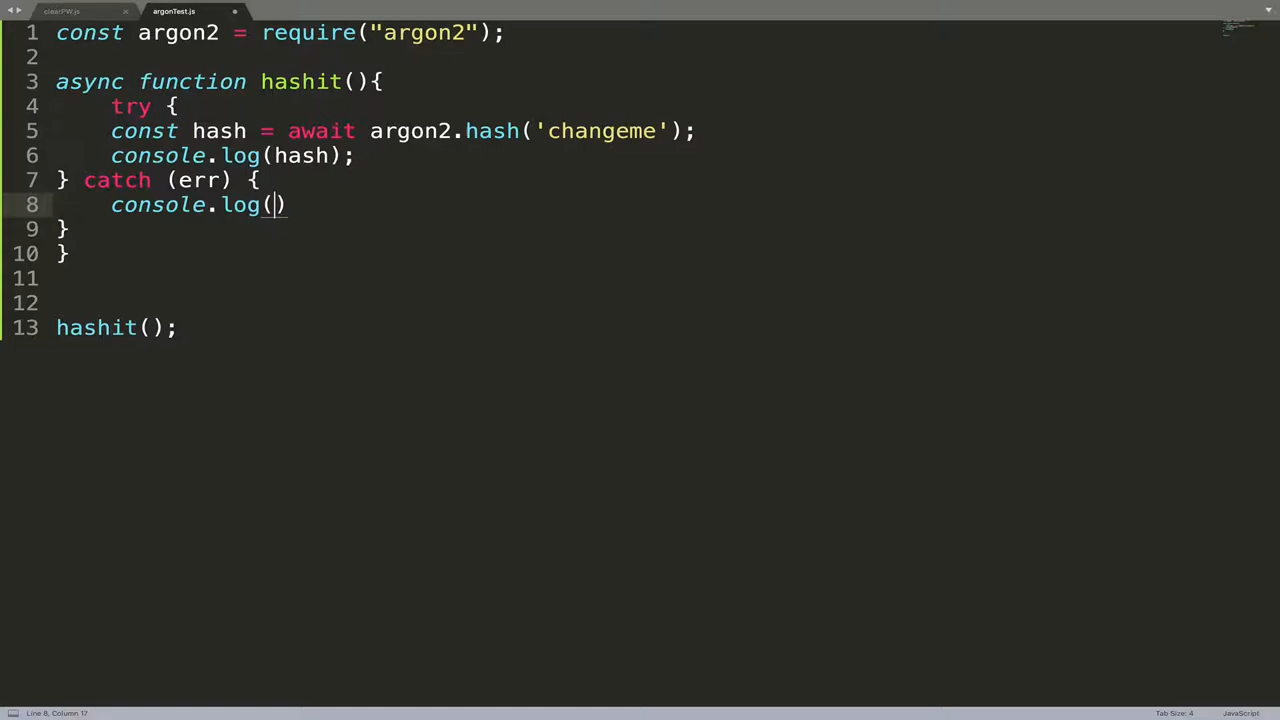 clearPW.js × argonTest.js
1 const argon2 = require("argon2");
2
3 async function hashit(){
4     try {
5     const hash = await argon2.hash('changeme');
6     console.log(hash);
7 } catch (err) {
8     console.log()
9 }
10 }
11
12
13 hashit();
Line 8, Column 17 Tab Size: 4 JavaScript